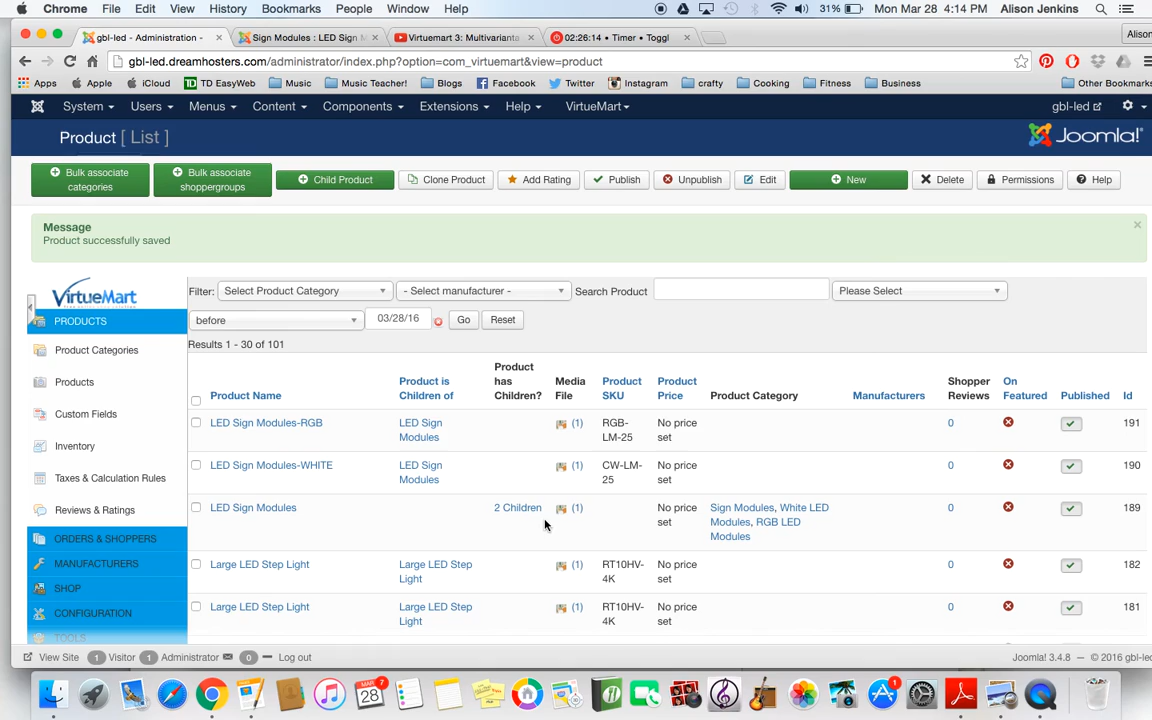 Chrome File Edit View History Bookmarks People Window Help 31% Mon Mar 28 4:14 PM Alison Jenkins
gbl-led - Administration - Sign Modules : LED Sign M Virtuemart 3: Multivarianta 02:26:14 • Timer • Toggl Alison
gbl-led.dreamhosters.com/administrator/index.php?option=com_virtuemart&view=product
Apps Apple iCloud TD EasyWeb Music Music Teacher! Blogs Facebook Twitter Instagram crafty Cooking Fitness Business Other Bookmarks
System Users Menus Content Components Extensions Help VirtueMart gbl-led
Product [ List ] Joomla!
Bulk associate categories
Bulk associate shoppergroups
Child Product Clone Product Add Rating Publish Unpublish Edit New Delete Permissions Help
Message
Product successfully saved
VirtueMart
Filter: Select Product Category - Select manufacturer - Search Product Please Select
before 03/28/16 Go Reset
Results 1 - 30 of 101
PRODUCTS
Product Categories
Products
Custom Fields
Inventory
Taxes & Calculation Rules
Reviews & Ratings
ORDERS & SHOPPERS
MANUFACTURERS
SHOP
CONFIGURATION
TOOLS
Product Name Product is Children of Product has Children? Media File Product SKU Product Price Product Category Manufacturers Shopper Reviews On Featured Published Id
LED Sign Modules-RGB LED Sign Modules (1) RGB-LM-25 No price set 0 191
LED Sign Modules-WHITE LED Sign Modules (1) CW-LM-25 No price set 0 190
LED Sign Modules 2 Children (1) No price set Sign Modules, White LED Modules, RGB LED Modules 0 189
Large LED Step Light Large LED Step Light (1) RT10HV-4K No price set 0 182
Large LED Step Light Large LED Step Light (1) RT10HV-4K No price set 0 181
View Site 1 Visitor 1 Administrator 0 Log out Joomla! 3.4.8 — © 2016 gbl-led